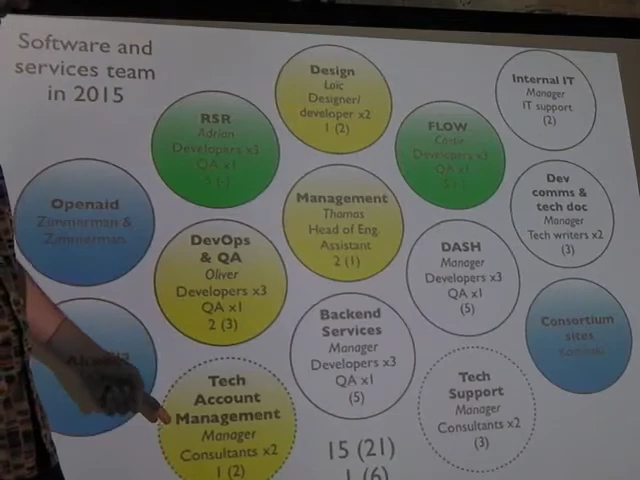 Software and
services team
in 2015
Design
Loic
Designer/
developer x2
1 (2)
Internal IT
Manager
IT support
(2)
RSR
Adrian
Developers x3
QA x1
5 (-)
FLOW
Developers x3
QA x1
Openaid
Zimmerman &
Zimmerman
Management
Thomas
Head of Eng.
Assistant
2 (1)
Dev
comms &
tech doc
Manager
Tech writers x2
(3)
DevOps
& QA
Oliver
Developers x3
QA x1
2 (3)
DASH
Manager
Developers x3
QA x1
(5)
Backend
Services
Manager
Developers x3
QA x1
(5)
Consortium
sites
Tech
Account
Management
Manager
Consultants x2
1 (2)
Tech
Support
Manager
Consultants x2
(3)
15 (21)
1 (6)